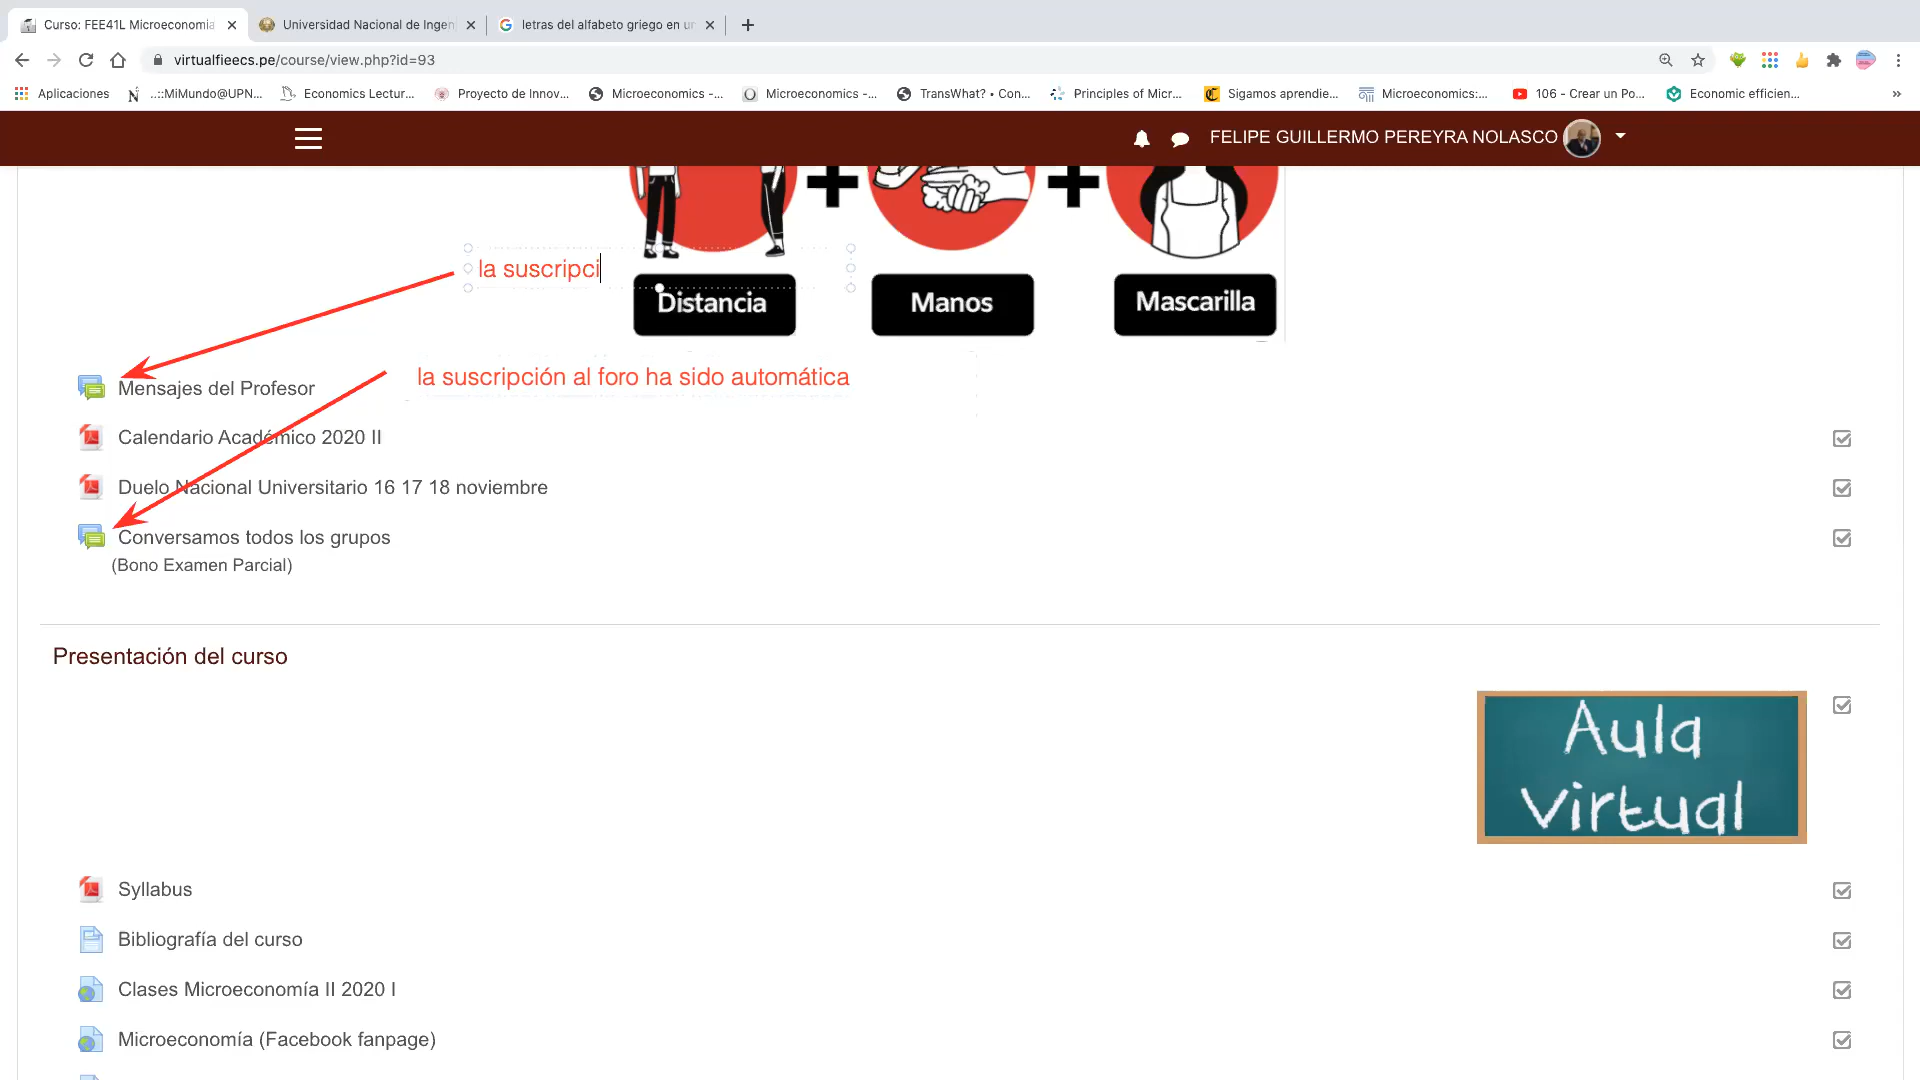 Curso: FEE41L Microeconomia
Universidad Nacional de Ingen
letras del alfabeto griego en un
virtualfieecs.pe/course/view.php?id=93
Aplicaciones
..::MiMundo@UPN...
Economics Lectur...
Proyecto de Innov...
Microeconomics -...
Microeconomics -...
TransWhat? • Con...
Principles of Micr...
Sigamos aprendie...
Microeconomics:...
106 - Crear un Po...
Economic efficien...
»
FELIPE GUILLERMO PEREYRA NOLASCO
la suscripci
Distancia
Manos
Mascarilla
la suscripción al foro ha sido automática
Mensajes del Profesor
Calendario Académico 2020 II
Duelo Nacional Universitario 16 17 18 noviembre
Conversamos todos los grupos
(Bono Examen Parcial)
Presentación del curso
Aula
virtual
Syllabus
Bibliografía del curso
Clases Microeconomía II 2020 I
Microeconomía (Facebook fanpage)